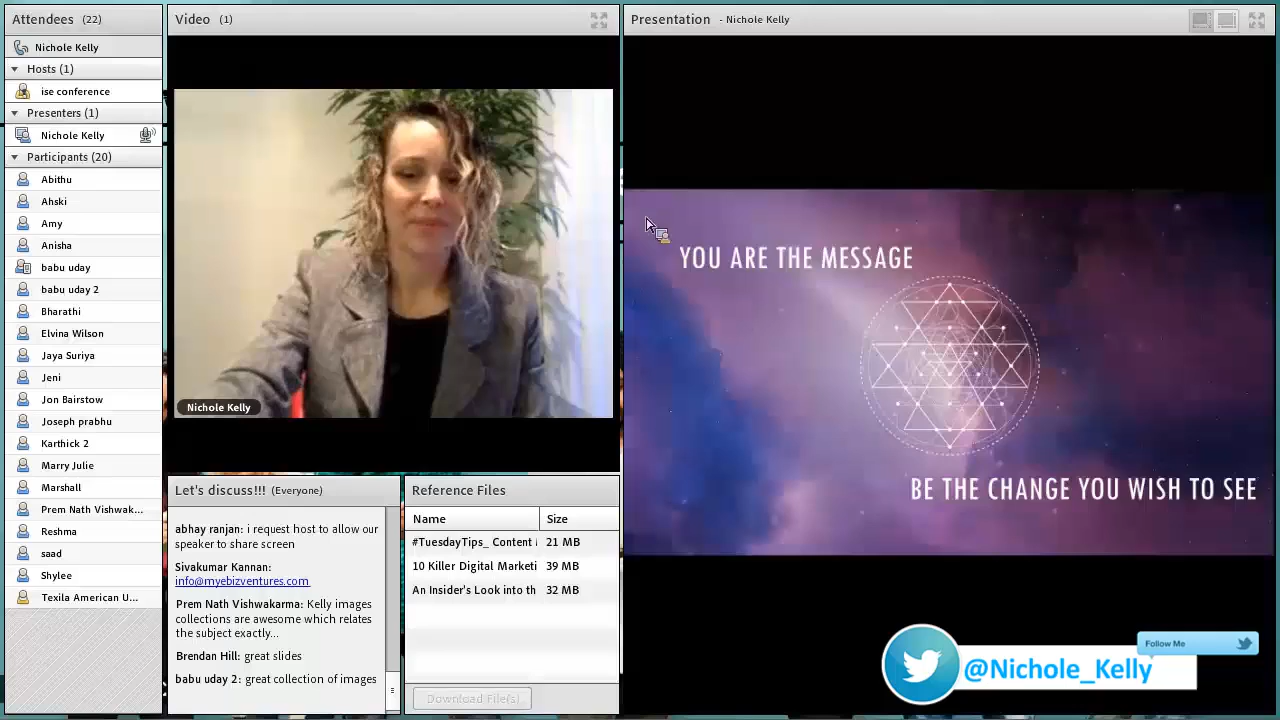 Attendees (22)
Nichole Kelly
Hosts (1)
ise conference
Presenters (1)
Nichole Kelly
Participants (20)
Abithu
Ahski
Amy
Anisha
babu uday
babu uday 2
Bharathi
Elvina Wilson
Jaya Suriya
Jeni
Jon Bairstow
Joseph prabhu
Karthick 2
Marry Julie
Marshall
Prem Nath Vishwak...
Reshma
saad
Shylee
Texila American U...
Video (1)
Nichole Kelly
Let's discuss!!! (Everyone)
abhay ranjan: i request host to allow our
speaker to share screen
Sivakumar Kannan:
info@myebizventures.com
Prem Nath Vishwakarma: Kelly images
collections are awesome which relates
the subject exactly...
Brendan Hill: great slides
babu uday 2: great collection of images
Reference Files
Name Size
#TuesdayTips_ Content 21 MB
10 Killer Digital Marketi 39 MB
An Insider's Look into th 32 MB
Download File(s)
Presentation - Nichole Kelly
YOU ARE THE MESSAGE
BE THE CHANGE YOU WISH TO SEE
Follow Me
@Nichole_Kelly